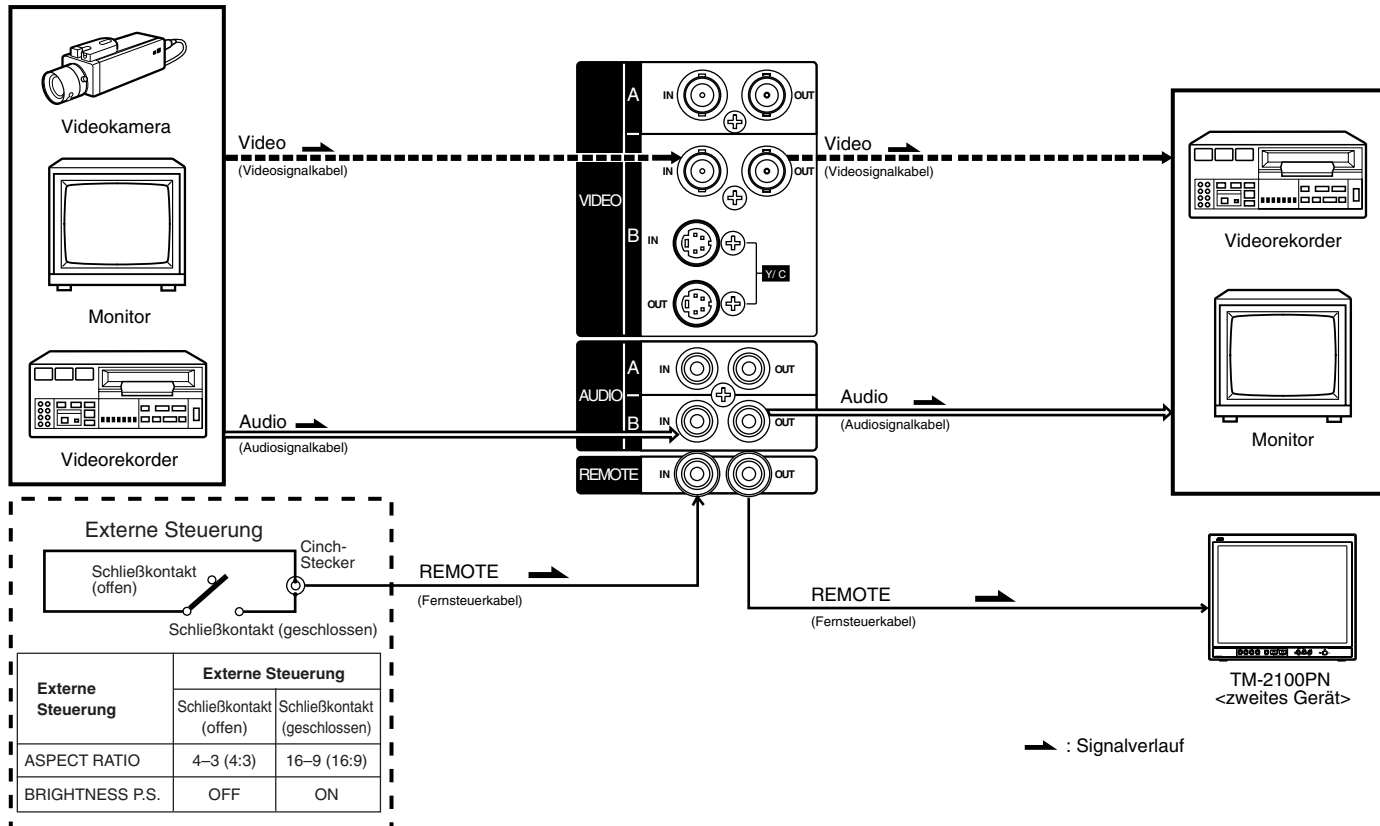 Videokamera
Monitor
Videorekorder
Video
(Videosignalkabel)
Audio
(Audiosignalkabel)
VIDEO
A
IN
OUT
B
IN
OUT
IN
OUT
Y/C
AUDIO
A
IN
OUT
B
IN
OUT
REMOTE
IN
OUT
Video
(Videosignalkabel)
Audio
(Audiosignalkabel)
Videorekorder
Monitor
Externe Steuerung
Cinch-
Stecker
Schließkontakt
(offen)
Schließkontakt (geschlossen)
REMOTE
(Fernsteuerkabel)
REMOTE
(Fernsteuerkabel)
TM-2100PN
<zweites Gerät>
Externe
Steuerung
Externe Steuerung
Schließkontakt
(offen)
Schließkontakt
(geschlossen)
ASPECT RATIO
4–3 (4:3)
16–9 (16:9)
BRIGHTNESS P.S.
OFF
ON
: Signalverlauf